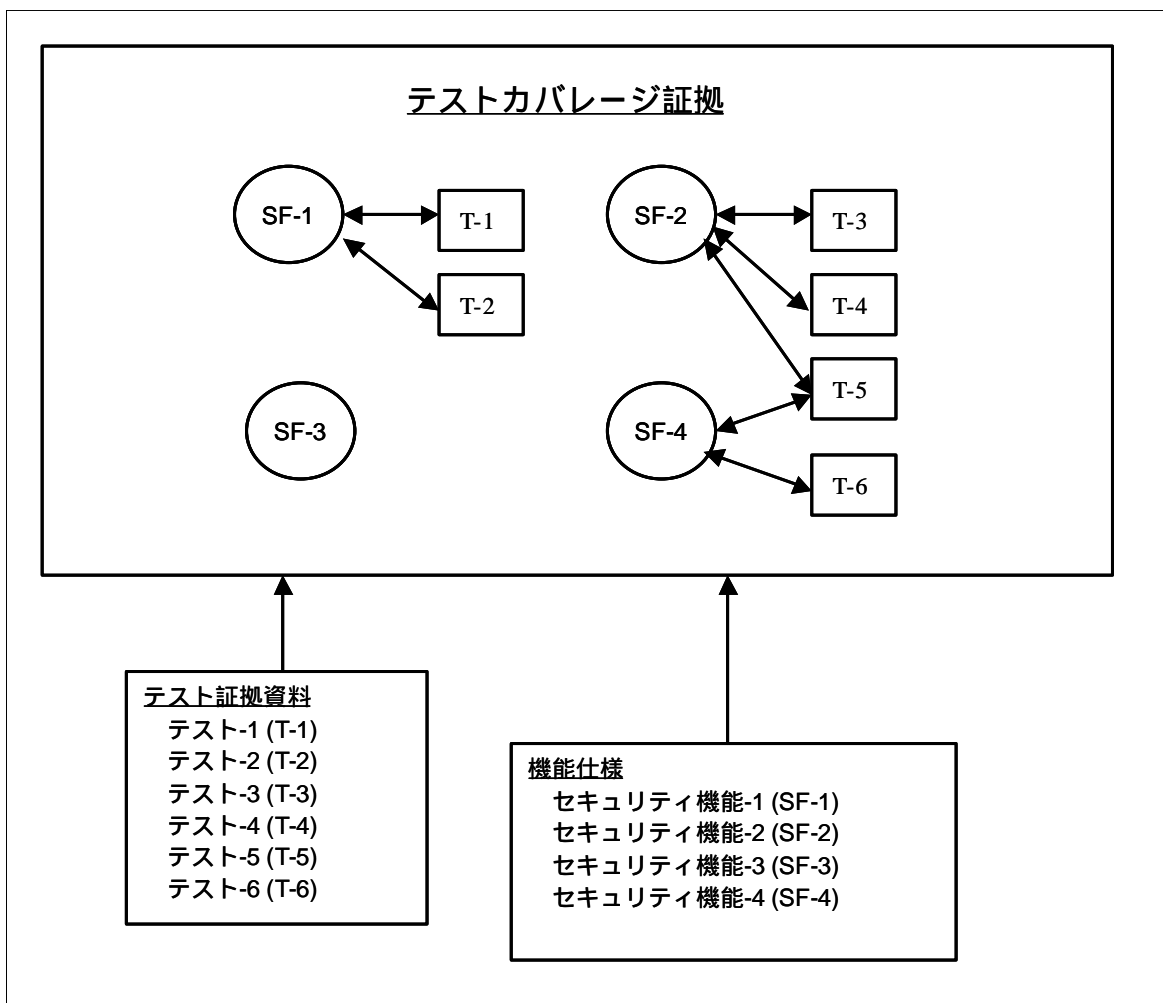 テストカバレージ証拠
SF-1
T-1
SF-2
T-3
T-2
T-4
T-5
SF-3
SF-4
T-6
テスト証拠資料
テスト-1 (T-1)
テスト-2 (T-2)
テスト-3 (T-3)
テスト-4 (T-4)
テスト-5 (T-5)
テスト-6 (T-6)
機能仕様
セキュリティ機能-1 (SF-1)
セキュリティ機能-2 (SF-2)
セキュリティ機能-3 (SF-3)
セキュリティ機能-4 (SF-4)